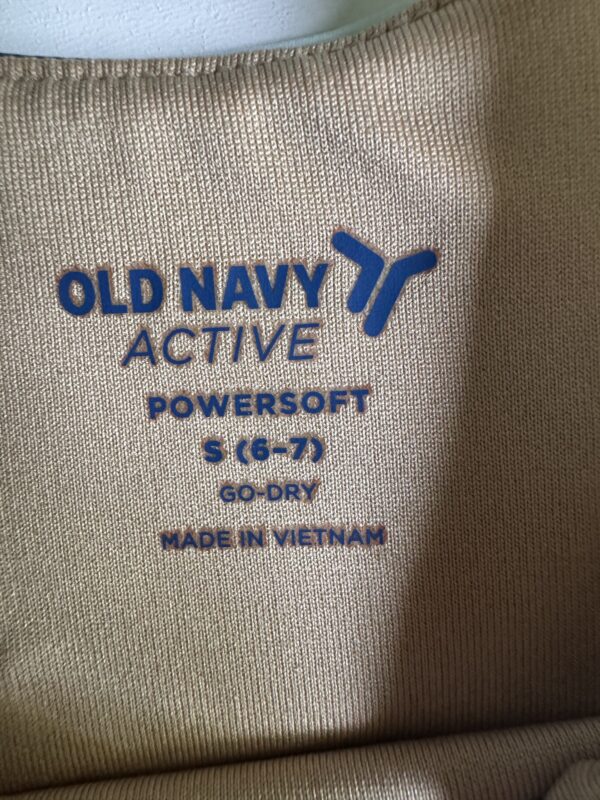 OLD NAVY
ACTIVE
POWERSOFT
S (6-7)
GO-DRY
MADE IN VIETNAM